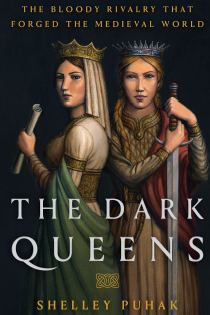 THE BLOODY RIVALRY THAT
FORGED THE MEDIEVAL WORLD
THE DARK
QUEENS
SHELLEY PUHAK